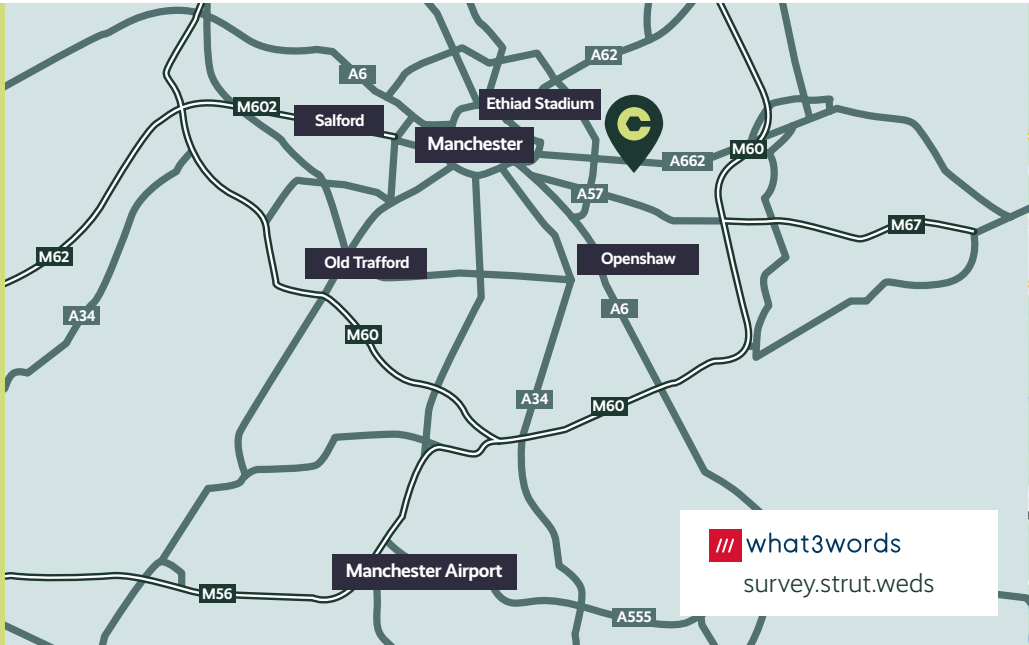 A62
A6
M602
Ethiad Stadium
Salford
Manchester
M60
A662
A57
M67
M62
Old Trafford
Openshaw
A34
A6
M60
A34
M60
what3words
Manchester Airport
survey.strut.weds
M56
A555